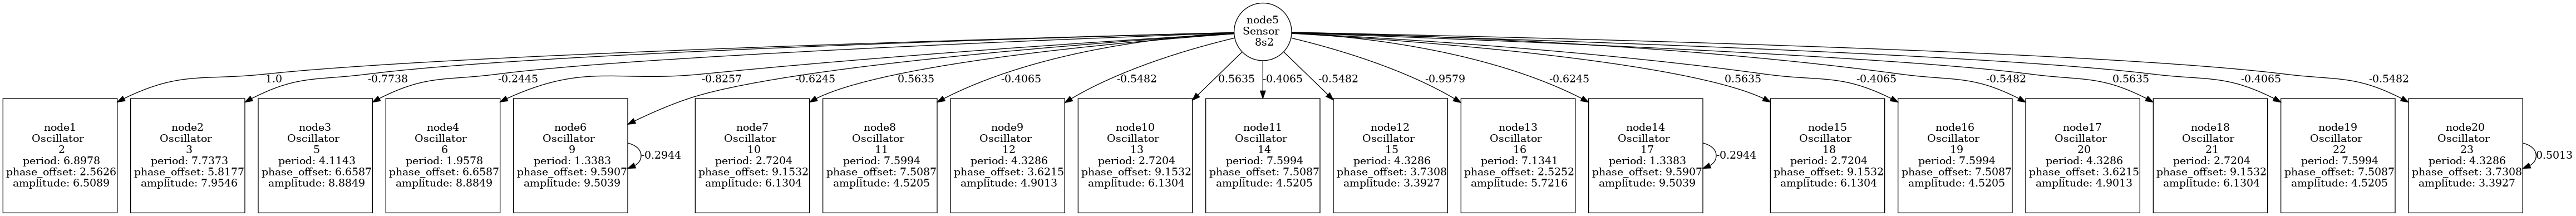 node5
Sensor
8s2
1.0
-0.7738
-0.2445
-0.8257
-0.6245
0.5635
-0.4065
-0.5482
0.5635
-0.4065
-0.5482
-0.9579
-0.6245
0.5635
-0.4065
-0.5482
0.5635
-0.4065
-0.5482
node1
Oscillator
2
period: 6.8978
phase_offset: 2.5626
amplitude: 6.5089
node2
Oscillator
3
period: 7.7373
phase_offset: 5.8177
amplitude: 7.9546
node3
Oscillator
5
period: 4.1143
phase_offset: 6.6587
amplitude: 8.8849
node4
Oscillator
6
period: 1.9578
phase_offset: 6.6587
amplitude: 8.8849
node6
Oscillator
9
period: 1.3383
phase_offset: 9.5907
amplitude: 9.5039
-0.2944
node7
Oscillator
10
period: 2.7204
phase_offset: 9.1532
amplitude: 6.1304
node8
Oscillator
11
period: 7.5994
phase_offset: 7.5087
amplitude: 4.5205
node9
Oscillator
12
period: 4.3286
phase_offset: 3.6215
amplitude: 4.9013
node10
Oscillator
13
period: 2.7204
phase_offset: 9.1532
amplitude: 6.1304
node11
Oscillator
14
period: 7.5994
phase_offset: 7.5087
amplitude: 4.5205
node12
Oscillator
15
period: 4.3286
phase_offset: 3.7308
amplitude: 3.3927
node13
Oscillator
16
period: 7.1341
phase_offset: 2.5252
amplitude: 5.7216
node14
Oscillator
17
period: 1.3383
phase_offset: 9.5907
amplitude: 9.5039
-0.2944
node15
Oscillator
18
period: 2.7204
phase_offset: 9.1532
amplitude: 6.1304
node16
Oscillator
19
period: 7.5994
phase_offset: 7.5087
amplitude: 4.5205
node17
Oscillator
20
period: 4.3286
phase_offset: 3.6215
amplitude: 4.9013
node18
Oscillator
21
period: 2.7204
phase_offset: 9.1532
amplitude: 6.1304
node19
Oscillator
22
period: 7.5994
phase_offset: 7.5087
amplitude: 4.5205
node20
Oscillator
23
period: 4.3286
phase_offset: 3.7308
amplitude: 3.3927
0.5013